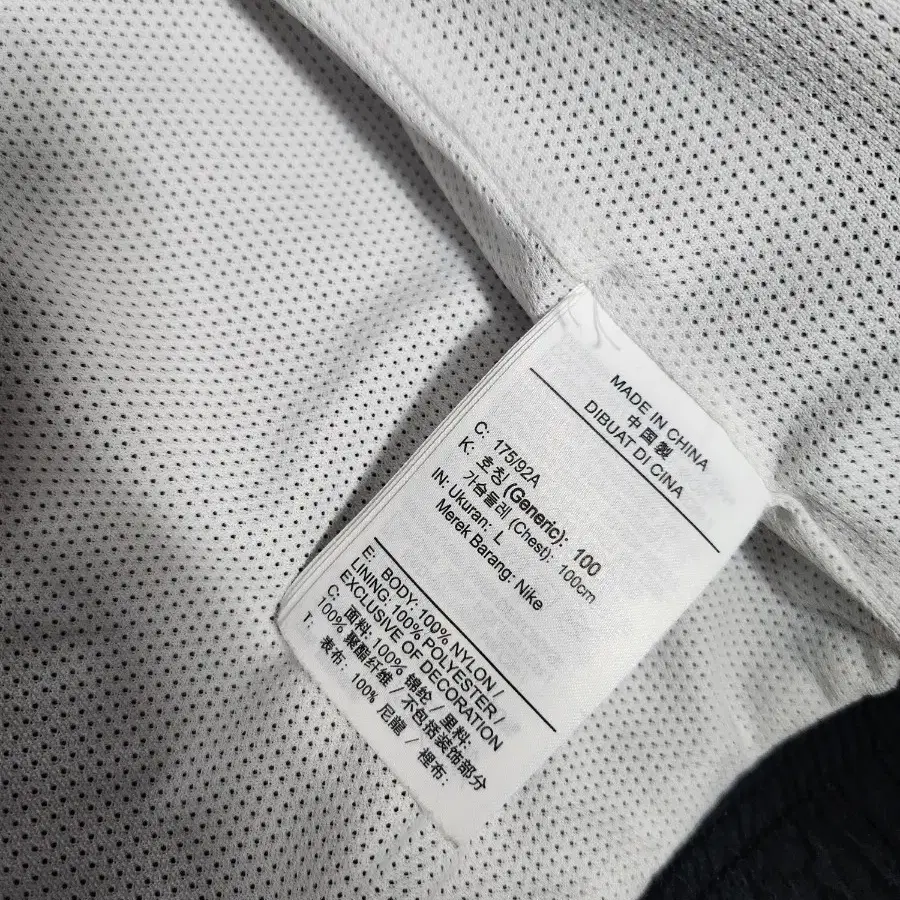 MADE IN CHINA
中国製
DIBUAT DI CINA
C: 175/92A
K: 호칭 (Generic): 100
가슴둘레 (Chest): 100cm
IN: Ukuran: L
Merek Barang: Nike
E: BODY: 100% NYLON /
LINING: 100% POLYESTER /
EXCLUSIVE OF DECORATION
C: 面料: 100% 锦纶 / 里料:
100% 聚酯纤维 / 不包括装饰部分
T: 表布: 100% 尼龍 / 裡布: